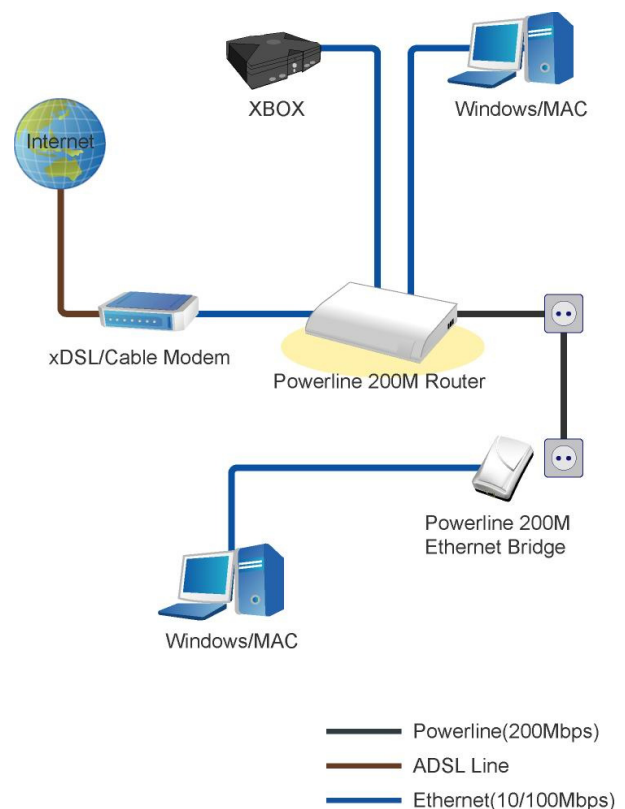 XBOX
Windows/MAC
Internet
xDSL/Cable Modem
Powerline 200M Router
Powerline 200M
Ethernet Bridge
Windows/MAC
Powerline(200Mbps)
ADSL Line
Ethernet(10/100Mbps)